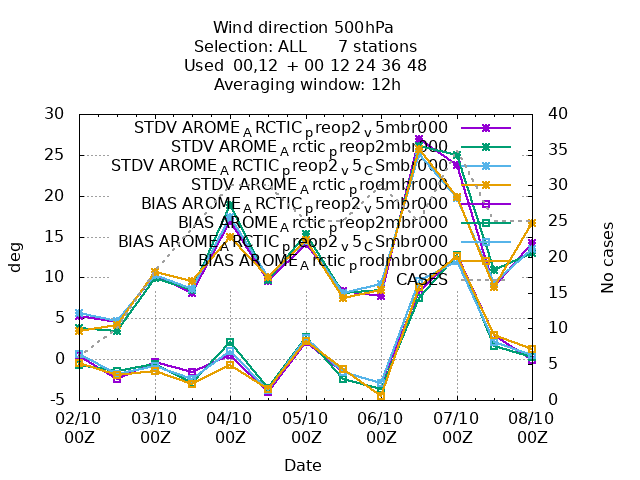 Wind direction 500hPa
Selection: ALL 7 stations
Used 00,12 + 00 12 24 36 48
Averaging window: 12h
30 40
STDV AROME_ARCTIC_preop2_v5mbr000
STDV AROME_Arctic_preop2mbr000
25 35
STDV AROME_ARCTIC_preop2_v5_CSmbr000
STDV AROME_Arctic_prodmbr000
30
20
BIAS AROME_ARCTIC_preop2_v5mbr000
BIAS AROME_Arctic_preop2mbr000
25
BIAS AROME_ARCTIC_preop2_v5_CSmbr000
15
BIAS AROME_Arctic_prodmbr000
20
CASES
10 15
5 10
0 5
-5 0
deg
No cases
02/10 03/10 04/10 05/10 06/10 07/10 08/10
00Z 00Z 00Z 00Z 00Z 00Z 00Z
Date